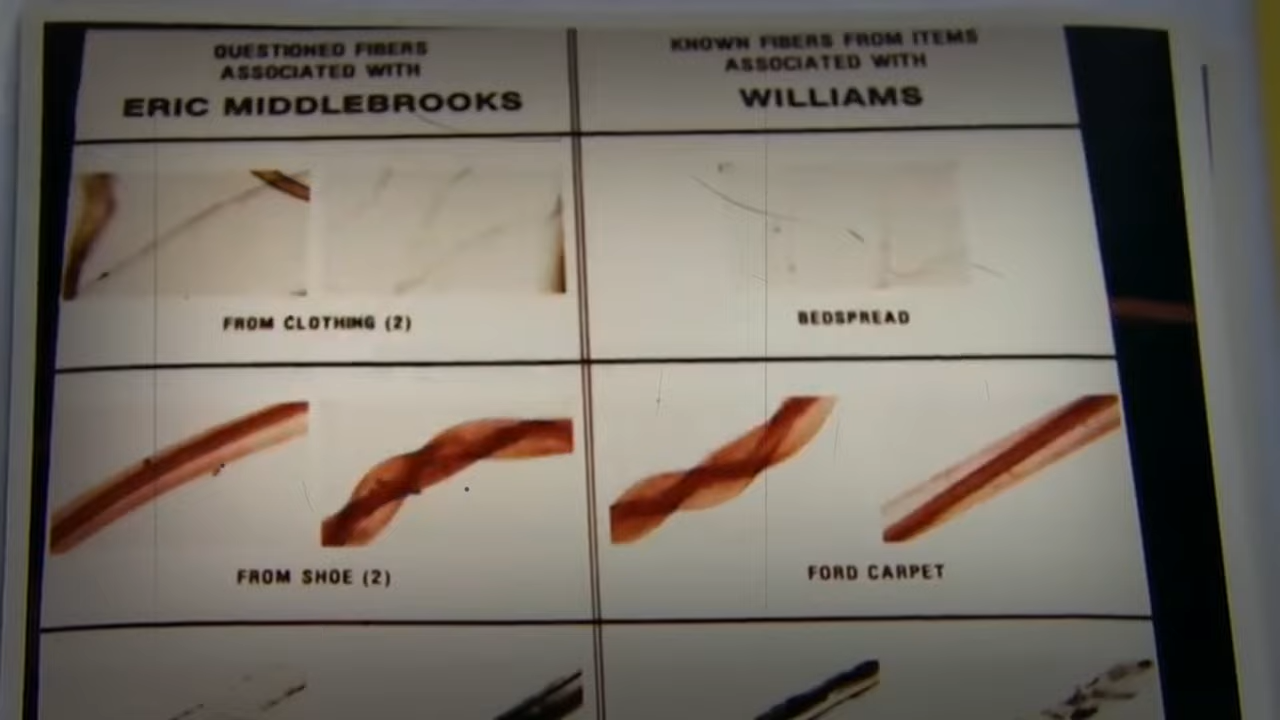 QUESTIONED FIBERS
ASSOCIATED WITH
ERIC MIDDLEBROOKS
KNOWN FIBERS FROM ITEMS
ASSOCIATED WITH
WILLIAMS
FROM CLOTHING (2)
BEDSPREAD
FROM SHOE (2)
FORD CARPET